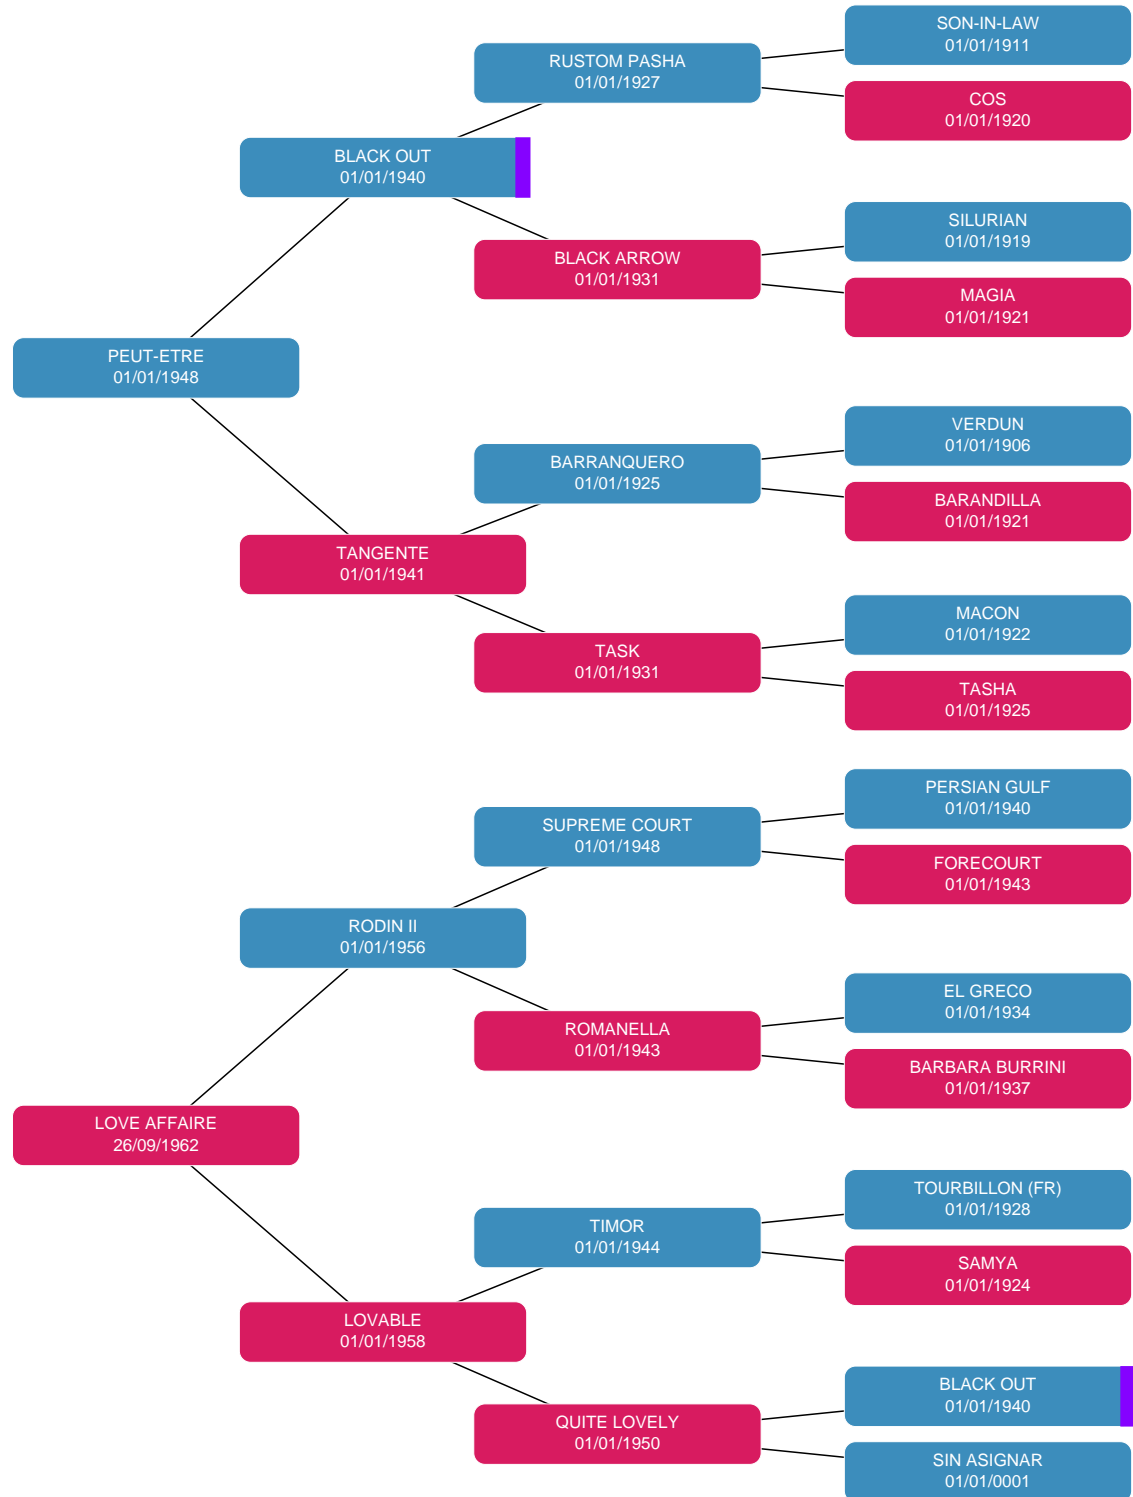 SON-IN-LAW
01/01/1911
RUSTOM PASHA
01/01/1927
COS
01/01/1920
BLACK OUT
01/01/1940
SILURIAN
01/01/1919
BLACK ARROW
01/01/1931
MAGIA
01/01/1921
PEUT-ETRE
01/01/1948
VERDUN
01/01/1906
BARRANQUERO
01/01/1925
BARANDILLA
01/01/1921
TANGENTE
01/01/1941
MACON
01/01/1922
TASK
01/01/1931
TASHA
01/01/1925
PERSIAN GULF
01/01/1940
SUPREME COURT
01/01/1948
FORECOURT
01/01/1943
RODIN II
01/01/1956
EL GRECO
01/01/1934
ROMANELLA
01/01/1943
BARBARA BURRINI
01/01/1937
LOVE AFFAIRE
26/09/1962
TOURBILLON (FR)
01/01/1928
TIMOR
01/01/1944
SAMYA
01/01/1924
LOVABLE
01/01/1958
BLACK OUT
01/01/1940
QUITE LOVELY
01/01/1950
SIN ASIGNAR
01/01/0001